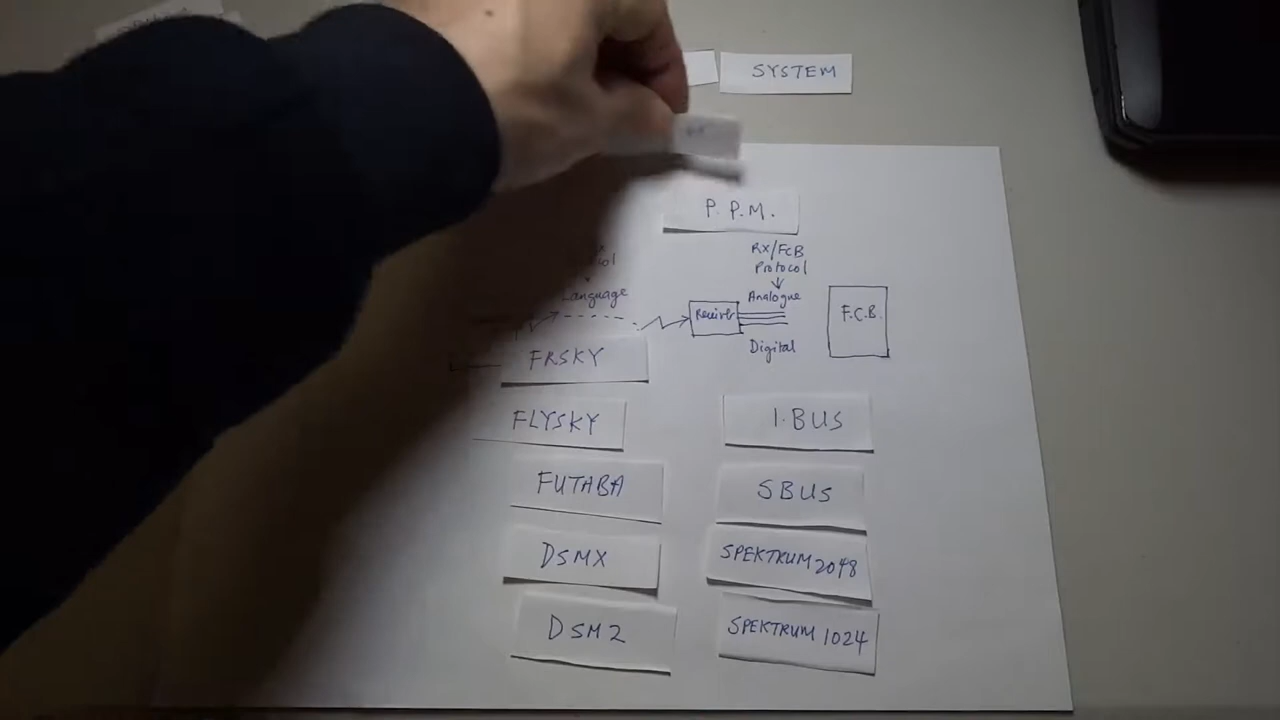 SYSTEM
P. P. M.
RX/FCB
Protocol
Language
Analogue
Receiver
F.C.B.
Digital
FRSKY
FLYSKY
I.BUS
FUTABA
SBUS
DSMX
SPEKTRUM 2048
DSM2
SPEKTRUM 1024